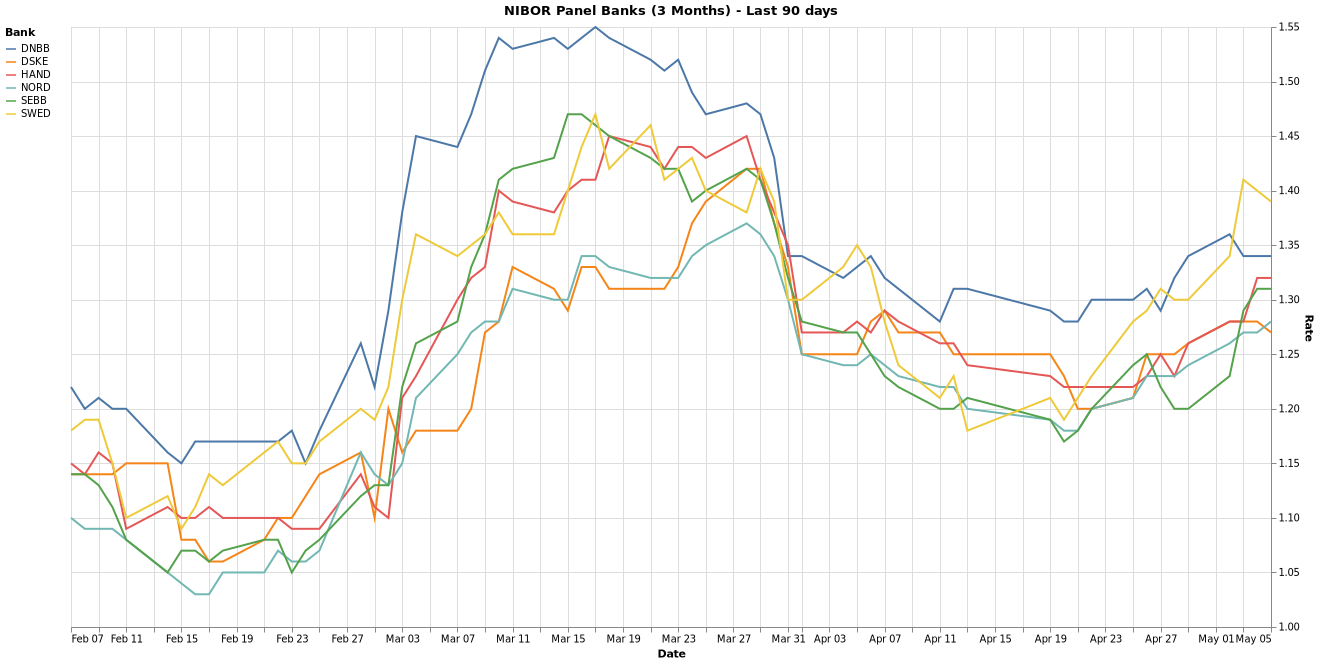 NIBOR Panel Banks (3 Months) - Last 90 days
Bank
DNBB
DSKE
HAND
NORD
SEBB
SWED
1.55
1.50
1.45
1.40
1.35
1.30
1.25
1.20
1.15
1.10
1.05
1.00
Rate
Feb 07 Feb 11 Feb 15 Feb 19 Feb 23 Feb 27 Mar 03 Mar 07 Mar 11 Mar 15 Mar 19 Mar 23 Mar 27 Mar 31 Apr 03 Apr 07 Apr 11 Apr 15 Apr 19 Apr 23 Apr 27 May 01 May 05
Date